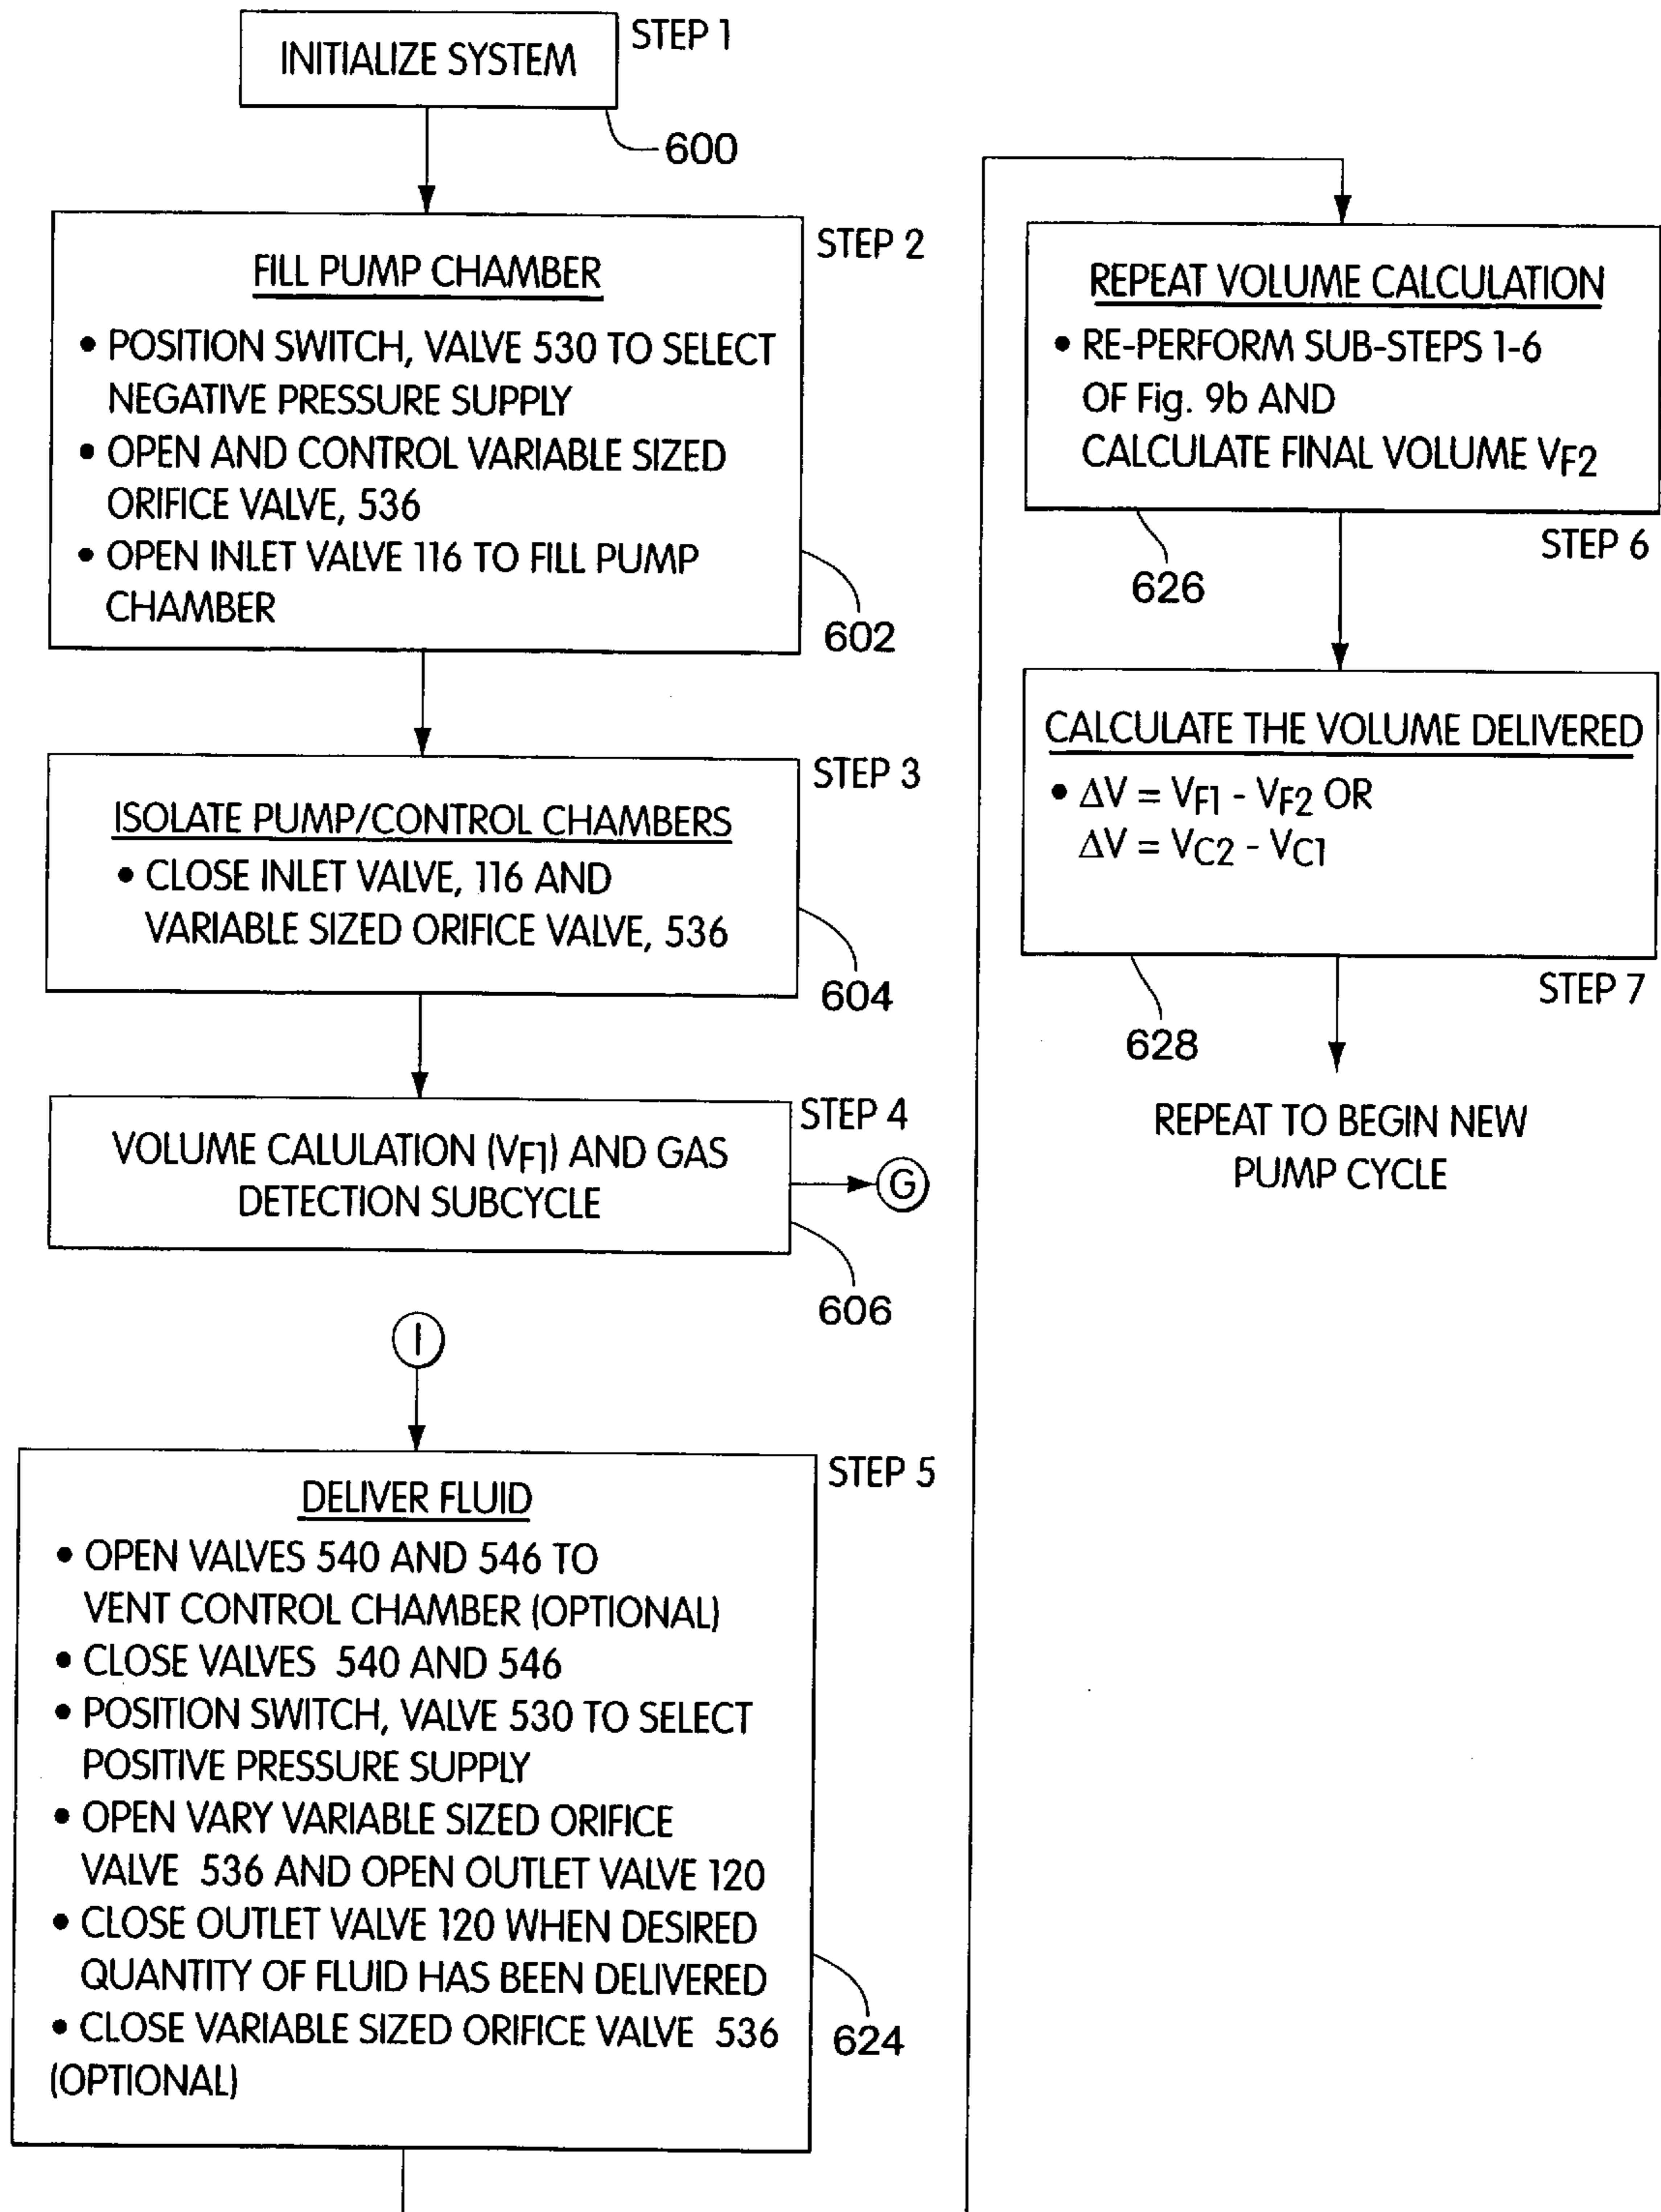 STEP 1
INITIALIZE SYSTEM
600
STEP 2
FILL PUMP CHAMBER
• POSITION SWITCH, VALVE 530 TO SELECT
NEGATIVE PRESSURE SUPPLY
• OPEN AND CONTROL VARIABLE SIZED
ORIFICE VALVE, 536
• OPEN INLET VALVE 116 TO FILL PUMP
CHAMBER
602
STEP 3
ISOLATE PUMP/CONTROL CHAMBERS
• CLOSE INLET VALVE, 116 AND
VARIABLE SIZED ORIFICE VALVE, 536
604
STEP 4
VOLUME CALULATION (VF1) AND GAS
DETECTION SUBCYCLE
G
606
I
STEP 5
DELIVER FLUID
• OPEN VALVES 540 AND 546 TO
VENT CONTROL CHAMBER (OPTIONAL)
• CLOSE VALVES 540 AND 546
• POSITION SWITCH, VALVE 530 TO SELECT
POSITIVE PRESSURE SUPPLY
• OPEN VARY VARIABLE SIZED ORIFICE
VALVE 536 AND OPEN OUTLET VALVE 120
• CLOSE OUTLET VALVE 120 WHEN DESIRED
QUANTITY OF FLUID HAS BEEN DELIVERED
• CLOSE VARIABLE SIZED ORIFICE VALVE 536
(OPTIONAL)
624
REPEAT VOLUME CALCULATION
• RE-PERFORM SUB-STEPS 1-6
OF Fig. 9b AND
CALCULATE FINAL VOLUME VF2
STEP 6
626
CALCULATE THE VOLUME DELIVERED
• ΔV = VF1 - VF2 OR
ΔV = VC2 - VC1
STEP 7
628
REPEAT TO BEGIN NEW
PUMP CYCLE